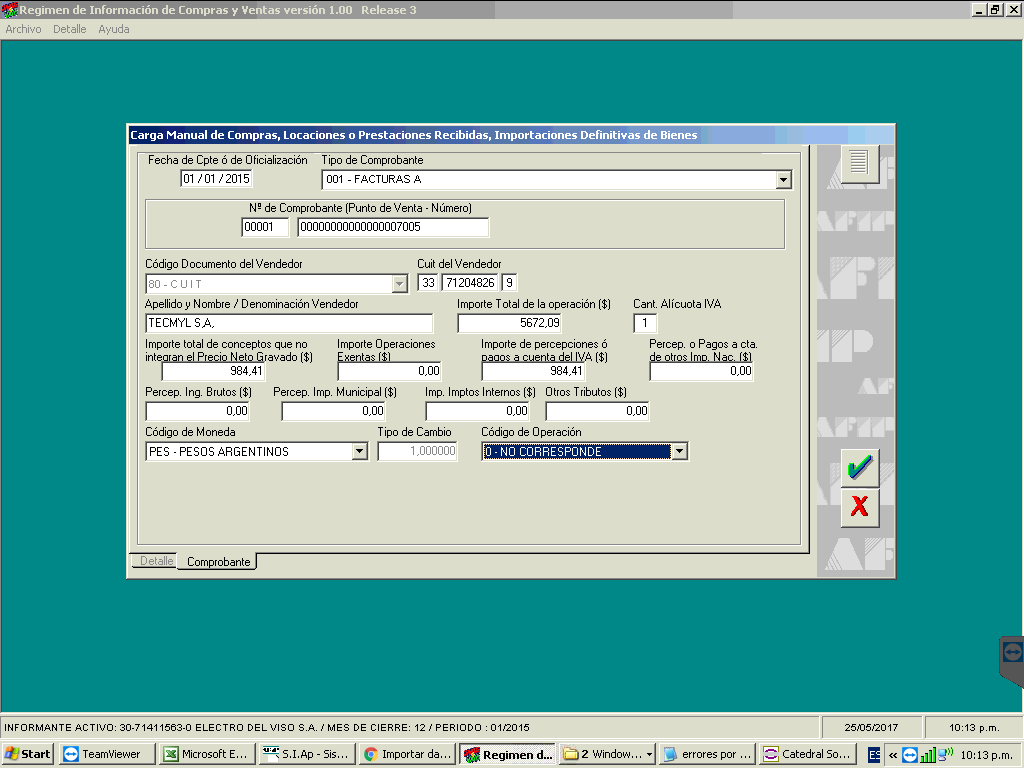 Regimen de Información de Compras y Ventas versión 1.00 Release 3
Archivo Detalle Ayuda
Carga Manual de Compras, Locaciones o Prestaciones Recibidas, Importaciones Definitivas de Bienes
Fecha de Cpte ó de Oficialización Tipo de Comprobante
01 / 01 / 2015 001 - FACTURAS A
Nº de Comprobante (Punto de Venta - Número)
00001 00000000000000007005
Código Documento del Vendedor Cuit del Vendedor
80 - C U I T 33 71204826 9
Apellido y Nombre / Denominación Vendedor Importe Total de la operación ($) Cant. Alícuota IVA
TECMYL S,A, 5672,09 1
Importe total de conceptos que no integran el Precio Neto Gravado ($) Importe Operaciones Exentas ($) Importe de percepciones ó pagos a cuenta del IVA ($) Percep. o Pagos a cta. de otros Imp. Nac. ($)
984,41 0,00 984,41 0,00
Percep. Ing. Brutos ($) Percep. Imp. Municipal ($) Imp. Imptos Internos ($) Otros Tributos ($)
0,00 0,00 0,00 0,00
Código de Moneda Tipo de Cambio Código de Operación
PES - PESOS ARGENTINOS 1,000000 0 - NO CORRESPONDE
Detalle Comprobante
AFIP
INFORMANTE ACTIVO: 30-71411563-0 ELECTRO DEL VISO S.A. / MES DE CIERRE: 12 / PERIODO : 01/2015 25/05/2017 10:13 p.m.
Start TeamViewer Microsoft E... S.I.Ap - Sis... Importar da... Regimen d... 2 Window... errores por ... Catedral So... ES « 10:13 p.m.